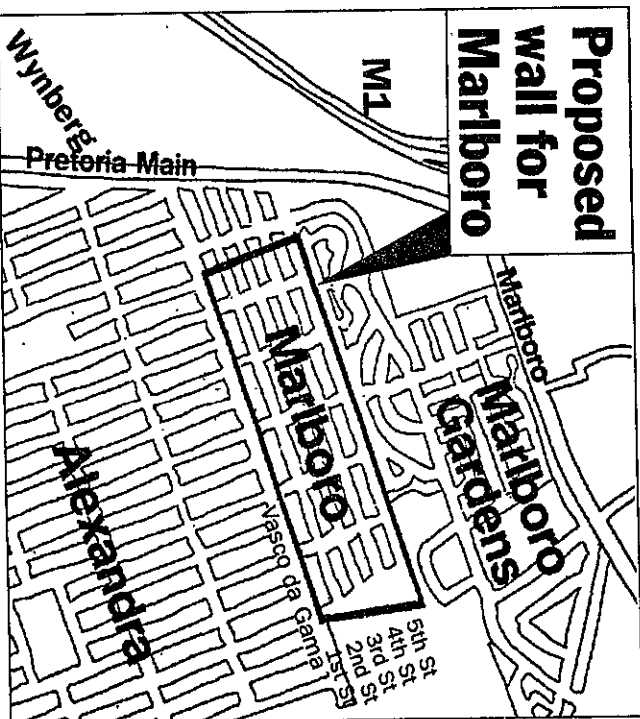 Proposed
wall for
Marlboro
M1
Wynberg
Pretoria Main
Marlboro
Marlboro
Gardens
Marlboro
Vasco da Gama
5th St
4th St
3rd St
2nd St
1st St
Alexandra